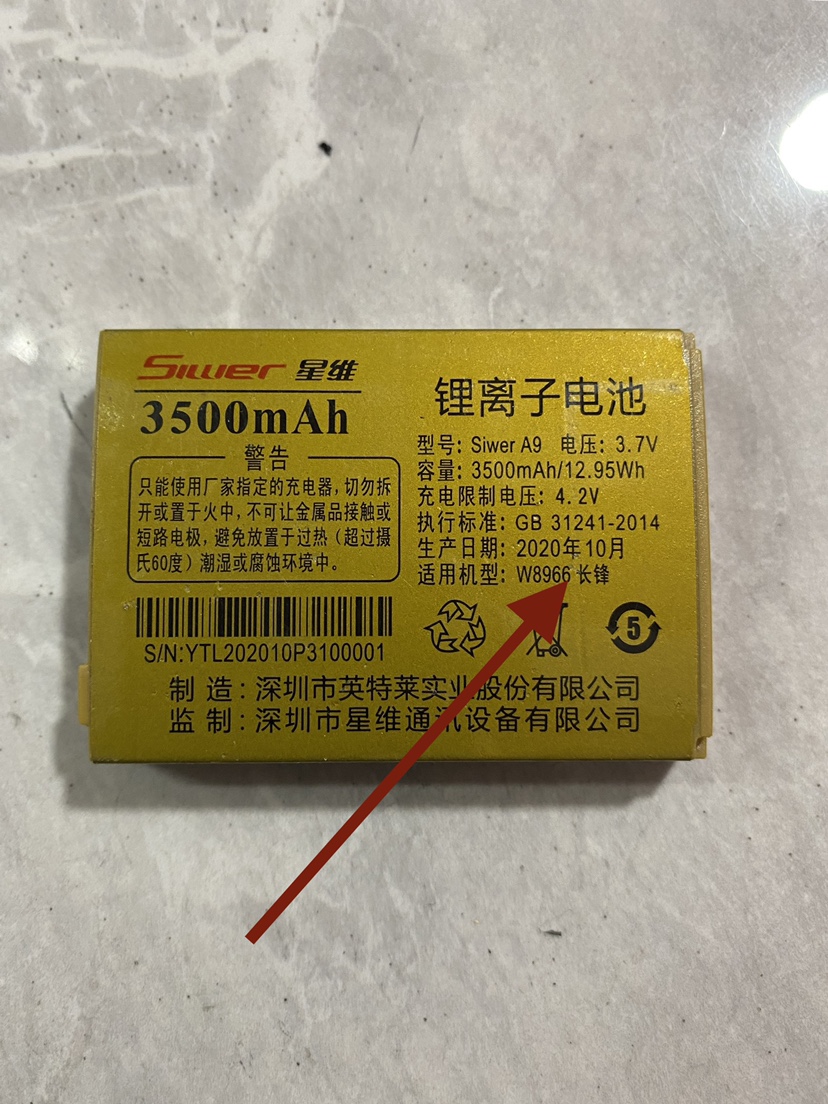 Siwer 星维
3500mAh
警告
只能使用厂家指定的充电器,切勿拆
开或置于火中,不可让金属品接触或
短路电极,避免放置于过热(超过摄
氏60度)潮湿或腐蚀环境中。
S/N:YTL202010P3100001
锂离子电池
型号: Siwer A9 电压: 3.7V
容量: 3500mAh/12.95Wh
充电限制电压: 4.2V
执行标准: GB 31241-2014
生产日期: 2020年10月
适用机型: W8966 长锋
5
制造:深圳市英特莱实业股份有限公司
监制:深圳市星维通讯设备有限公司